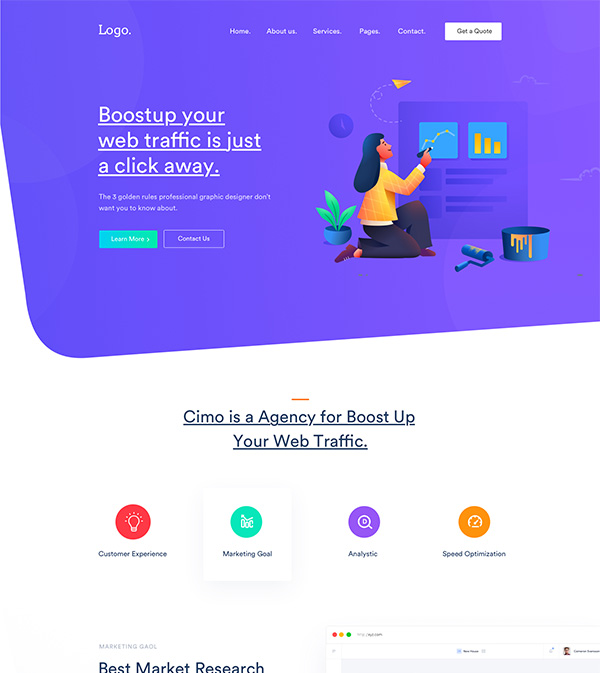 Logo.
Home. About us. Services. Pages. Contact. Get a Quote
Boostup your
web traffic is just
a click away.
The 3 golden rules professional graphic designer don't
want you to know about.
Learn More >
Contact Us
Cimo is a Agency for Boost Up
Your Web Traffic.
Customer Experience
Marketing Goal
Analystic
Speed Optimization
MARKETING GAOL
Best Market Research
New House